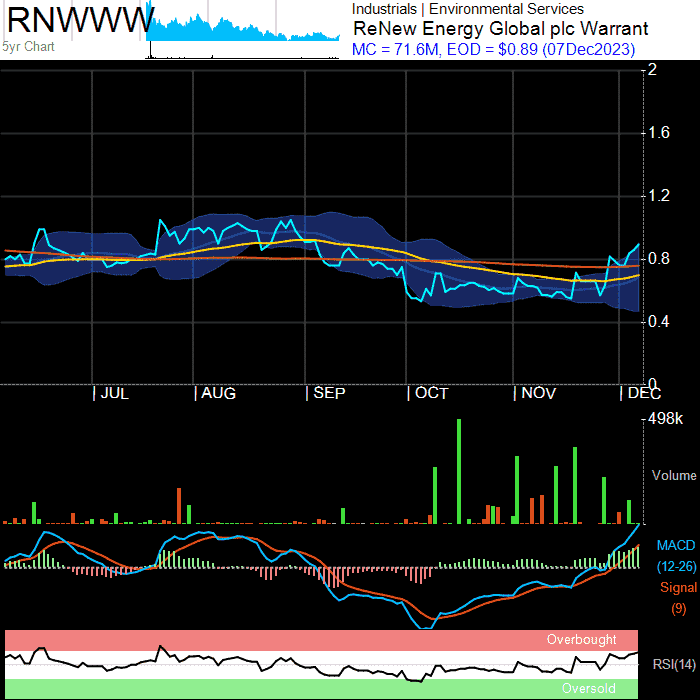 RNWWW
5yr Chart
Industrials | Environmental Services
ReNew Energy Global plc Warrant
MC = 71.6M, EOD = $0.89 (07Dec2023)
2
1.6
1.2
0.8
0.4
0
JUL AUG SEP OCT NOV DEC
498k
Volume
MACD
(12-26)
Signal
(9)
Overbought
RSI(14)
Oversold